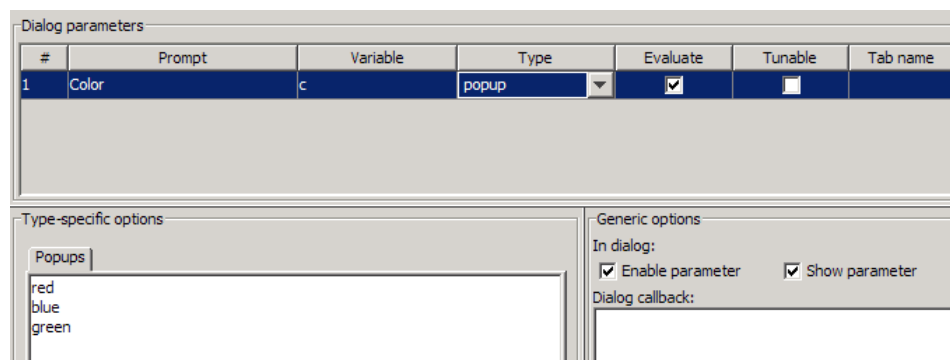 Dialog parameters
# Prompt Variable Type Evaluate Tunable Tab name
1 Color c popup
Type-specific options
Popups
red
blue
green
Generic options
In dialog:
Enable parameter Show parameter
Dialog callback: